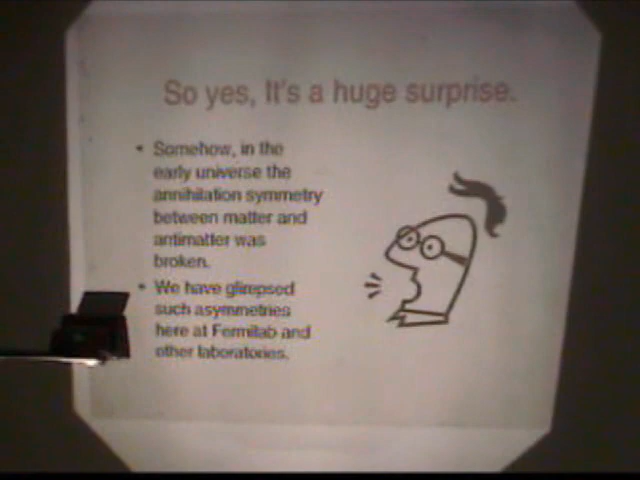 So yes, It's a huge surprise.
• Somehow, in the
early universe the
annihilation symmetry
between matter and
antimatter was
broken.
• We have glimpsed
such asymmetries
here at Fermilab and
other laboratories.